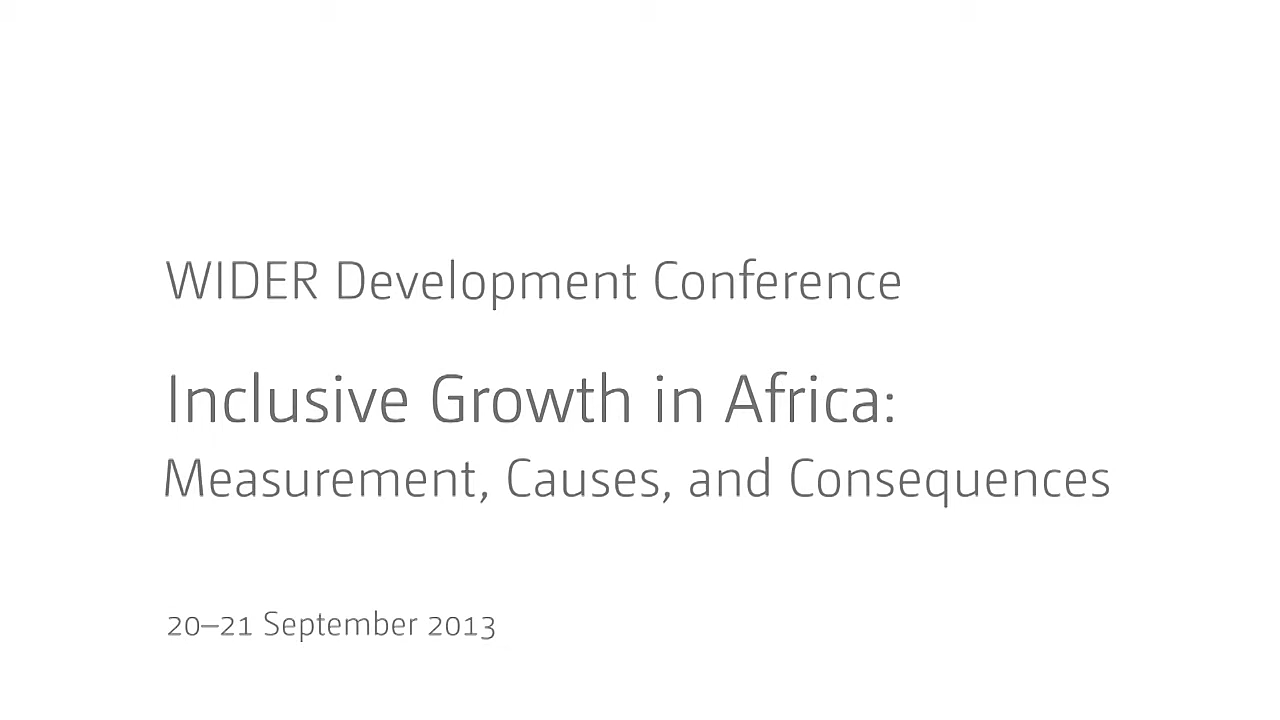 WIDER Development Conference
Inclusive Growth in Africa:
Measurement, Causes, and Consequences
20–21 September 2013